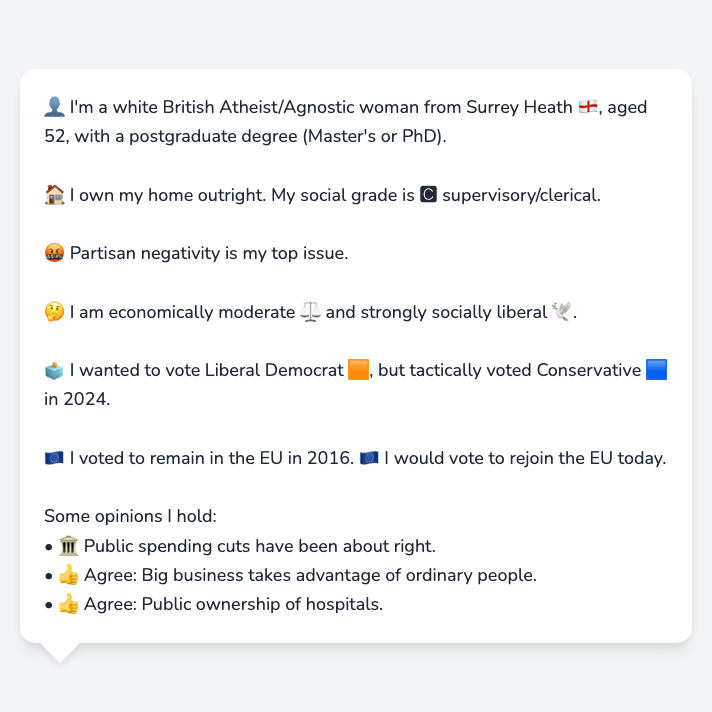 👤 I'm a white British Atheist/Agnostic woman from Surrey Heath 🏴󠁧󠁢󠁥󠁮󠁧󠁿, aged
52, with a postgraduate degree (Master's or PhD).
🏠 I own my home outright. My social grade is 🅲 supervisory/clerical.
🤬 Partisan negativity is my top issue.
🤔 I am economically moderate ⚖️ and strongly socially liberal 🕊️.
🗳️ I wanted to vote Liberal Democrat 🟧, but tactically voted Conservative 🟦
in 2024.
🇪🇺 I voted to remain in the EU in 2016. 🇪🇺 I would vote to rejoin the EU today.
Some opinions I hold:
• 🏛️ Public spending cuts have been about right.
• 👍 Agree: Big business takes advantage of ordinary people.
• 👍 Agree: Public ownership of hospitals.